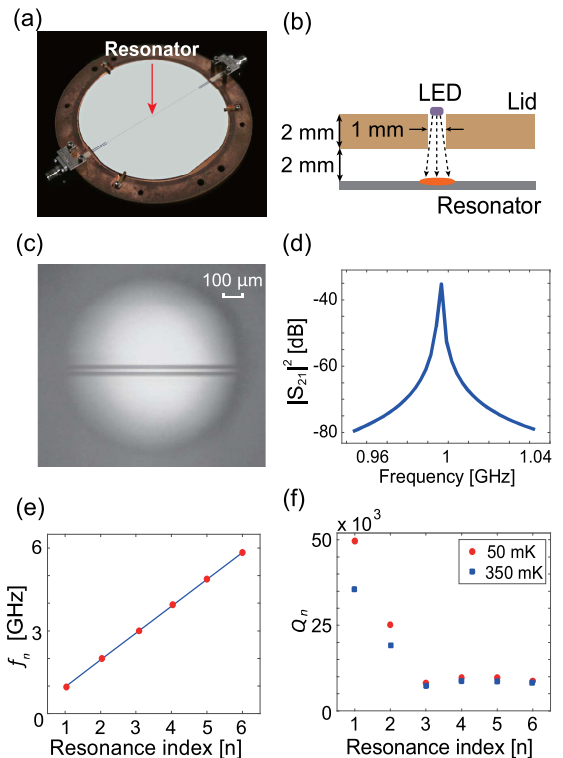 (a)
Resonator
(b)
LED
Lid
2 mm
1 mm
2 mm
Resonator
(c)
100 μm
(d)
|S21|² [dB]
-40
-60
-80
0.96
1
1.04
Frequency [GHz]
(e)
fn [GHz]
6
3
0
1 2 3 4 5 6
Resonance index [n]
(f)
x 10³
50
25
0
Qn
50 mK
350 mK
1 2 3 4 5 6
Resonance index [n]